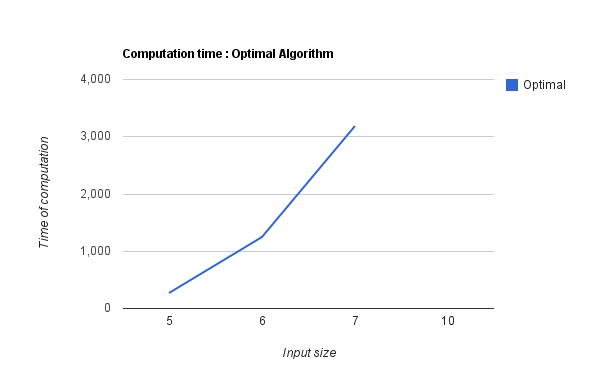 Computation time : Optimal Algorithm
4,000
3,000
2,000
1,000
0
Time of computation
5 6 7 10
Input size
Optimal